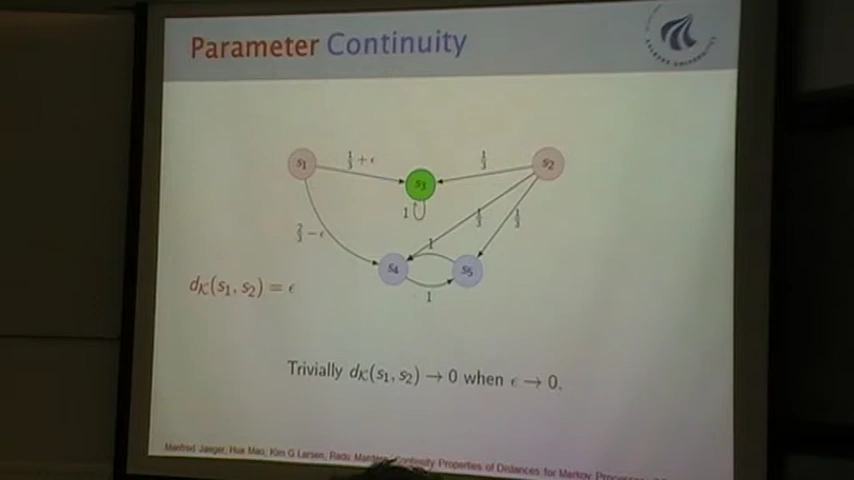 Parameter Continuity
s1
1/3 + ϵ
s3
1/3
s2
1
2/3 − ϵ
1/3
1/3
1
s4
s5
1
d𝒦(s1, s2) = ϵ
Trivially d𝒦(s1, s2) → 0 when ϵ → 0.
Manfred Jaeger, Hua Mao, Kim G Larsen, Radu Mardare Continuity Properties of Distances for Markov Processes